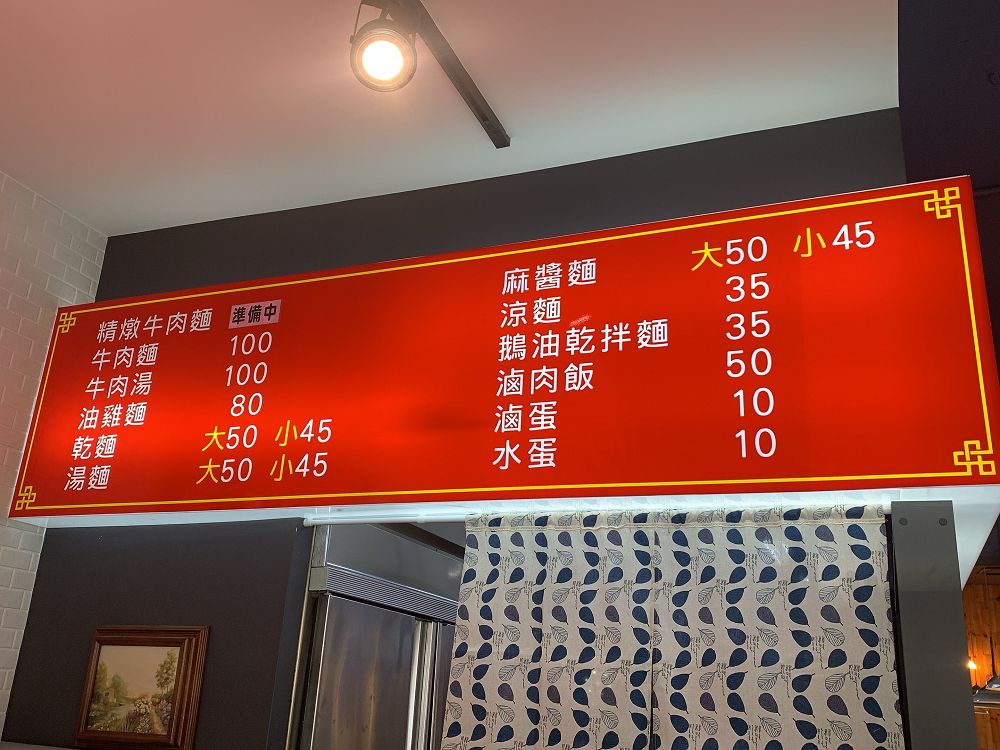 精燉牛肉麵 準備中
牛肉麵 100
牛肉湯 100
油雞麵 80
乾麵 大50 小45
湯麵 大50 小45
麻醬麵 大50 小45
涼麵 35
鵝油乾拌麵 35
滷肉飯 50
滷蛋 10
水蛋 10